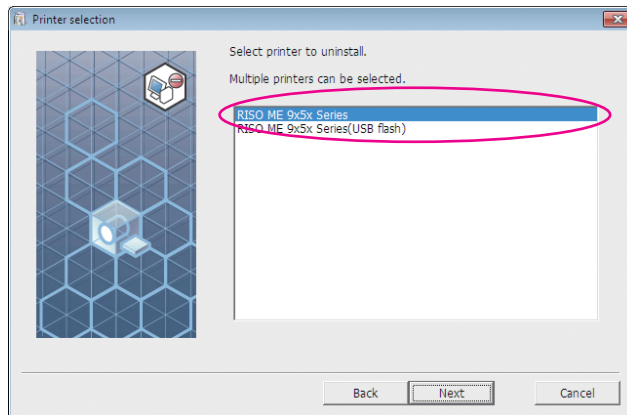 Printer selection
Select printer to uninstall.
Multiple printers can be selected.
RISO ME 9x5x Series
RISO ME 9x5x Series(USB flash)
Back
Next
Cancel